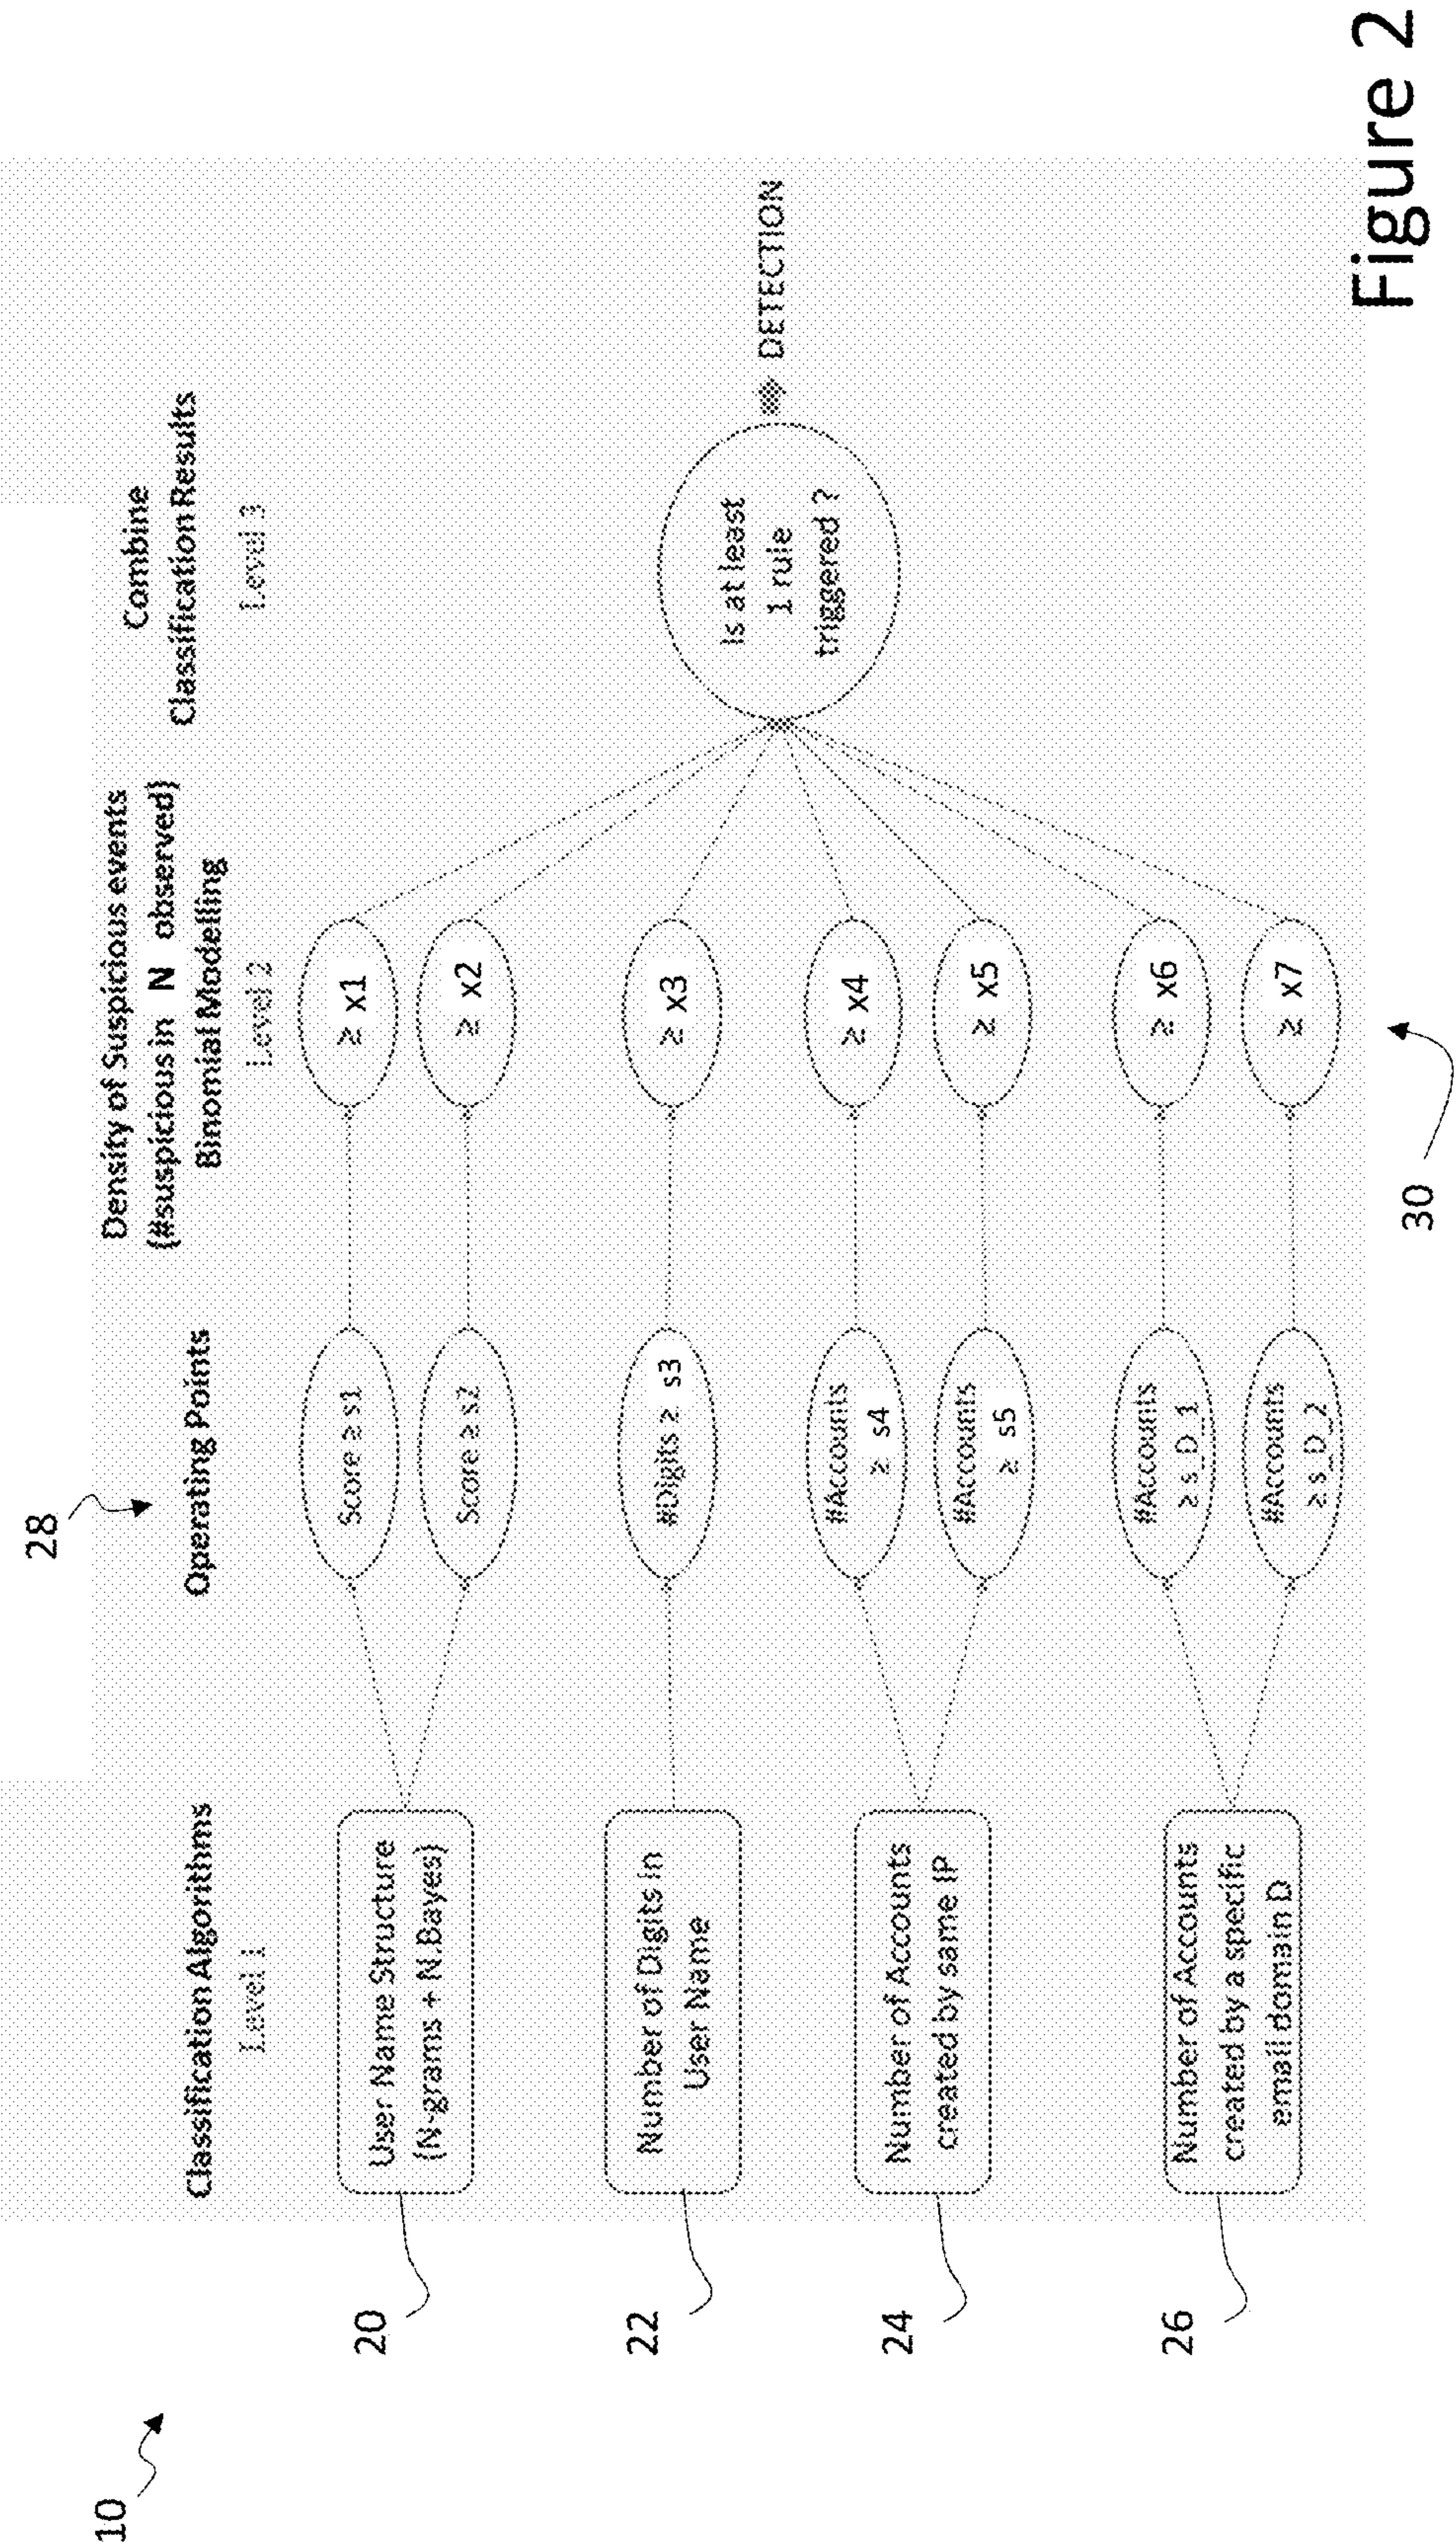 10
28
Classification Algorithms
Level 1
Operating Points
Density of Suspicious events
(#suspicious in N observed)
Binomial Modelling
Level 2
Combine
Classification Results
Level 3
20
User Name Structure
(N-grams + N.Bayes)
Score ≥ s1
≥ x1
Score ≥ s2
≥ x2
22
Number of Digits in
User Name
#Digits ≥ s3
≥ x3
Is at least
1 rule
triggered ?
DETECTION
24
Number of Accounts
created by same IP
#Accounts
≥ s4
≥ x4
#Accounts
≥ s5
≥ x5
26
Number of Accounts
created by a specific
email domain D
#Accounts
≥ s_D_1
≥ x6
#Accounts
≥ s_D_2
≥ x7
30
Figure 2